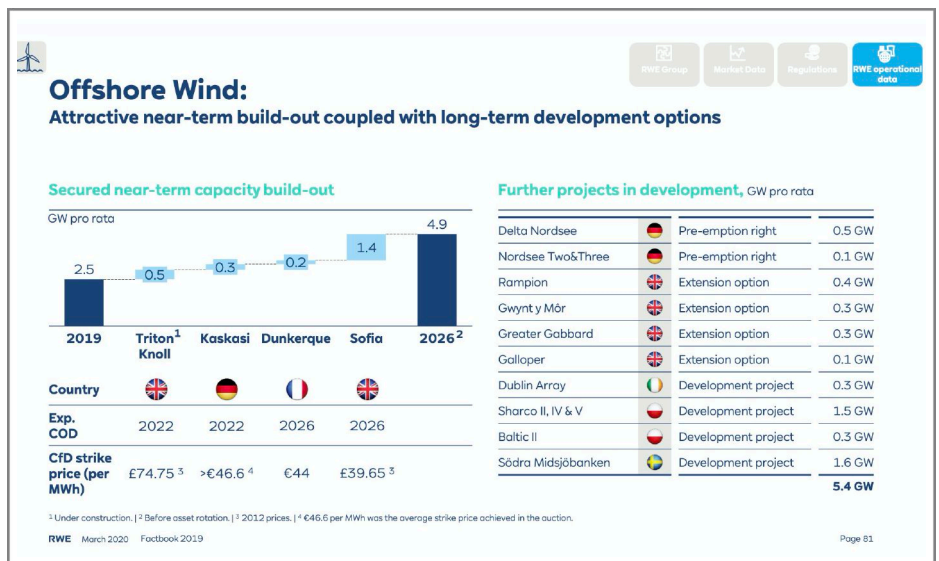 RWE Group
Market Data
Regulations
RWE operational
data
Offshore Wind:
Attractive near-term build-out coupled with long-term development options
Secured near-term capacity build-out
GW pro rata
2.5
0.5
0.3
0.2
1.4
4.9
2019
Triton¹
Knoll
Kaskasi
Dunkerque
Sofia
2026²
Country
Exp.
COD
2022
2022
2026
2026
CfD strike
price (per
MWh)
£74.75 ³
>€46.6 ⁴
€44
£39.65 ³
Further projects in development, GW pro rata
Delta Nordsee Pre-emption right 0.5 GW
Nordsee Two&Three Pre-emption right 0.1 GW
Rampion Extension option 0.4 GW
Gwynt y Môr Extension option 0.3 GW
Greater Gabbard Extension option 0.3 GW
Galloper Extension option 0.1 GW
Dublin Array Development project 0.3 GW
Sharco II, IV & V Development project 1.5 GW
Baltic II Development project 0.3 GW
Södra Midsjöbanken Development project 1.6 GW
5.4 GW
¹ Under construction. | ² Before asset rotation. | ³ 2012 prices. | ⁴ €46.6 per MWh was the average strike price achieved in the auction.
RWE March 2020 Factbook 2019 Page 81